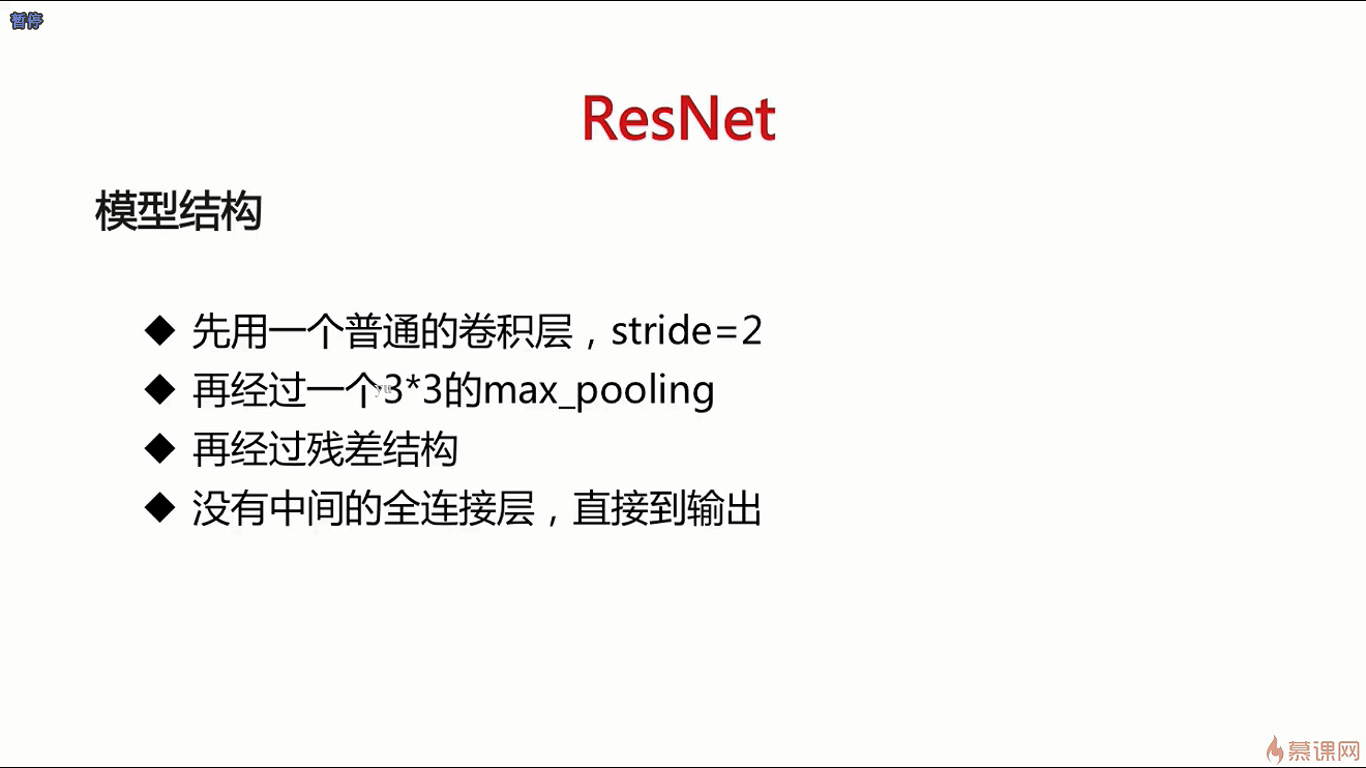 暂停
ResNet
模型结构
◆ 先用一个普通的卷积层，stride=2
◆ 再经过一个3*3的max_pooling
◆ 再经过残差结构
◆ 没有中间的全连接层，直接到输出
慕课网